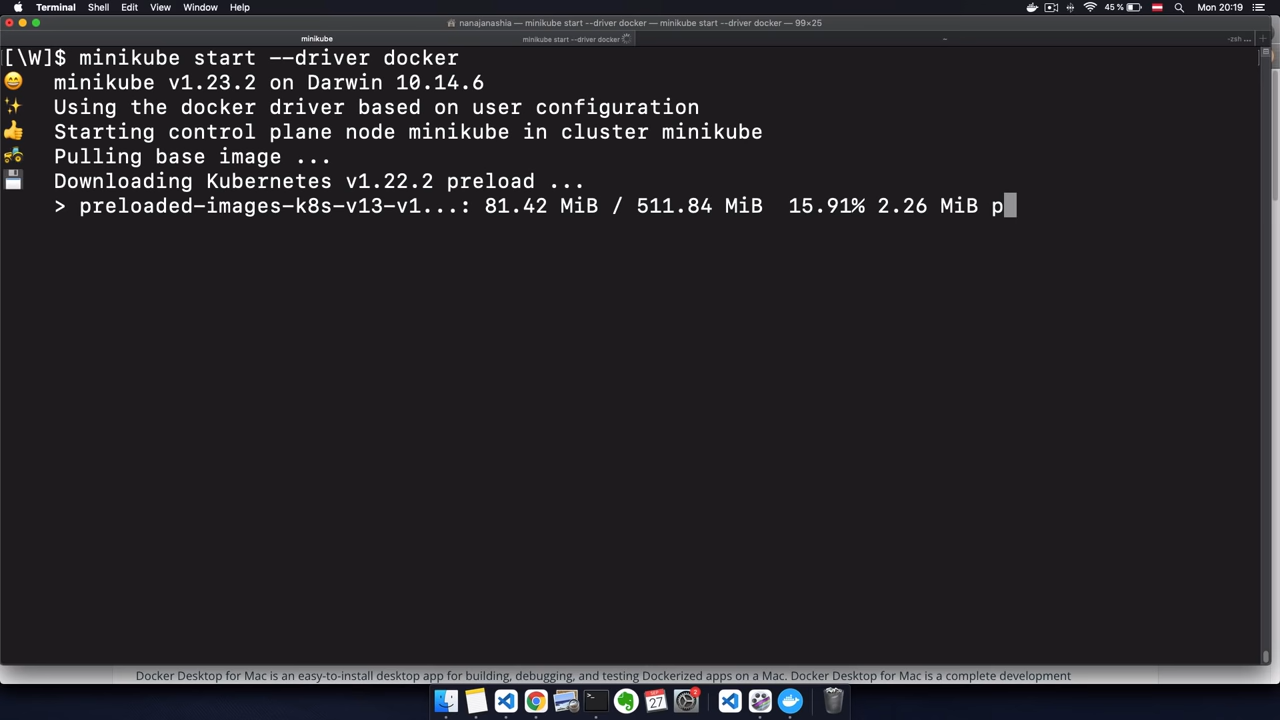 Terminal Shell Edit View Window Help 45 % Mon 20:19
nanajanashia — minikube start --driver docker — minikube start --driver docker — 99×25
minikube minikube start --driver docker ~ -zsh ...
[\W]$ minikube start --driver docker
minikube v1.23.2 on Darwin 10.14.6
Using the docker driver based on user configuration
Starting control plane node minikube in cluster minikube
Pulling base image ...
Downloading Kubernetes v1.22.2 preload ...
> preloaded-images-k8s-v13-v1...: 81.42 MiB / 511.84 MiB 15.91% 2.26 MiB p
Docker Desktop for Mac is an easy-to-install desktop app for building, debugging, and testing Dockerized apps on a Mac. Docker Desktop for Mac is a complete development
SEP
27
2